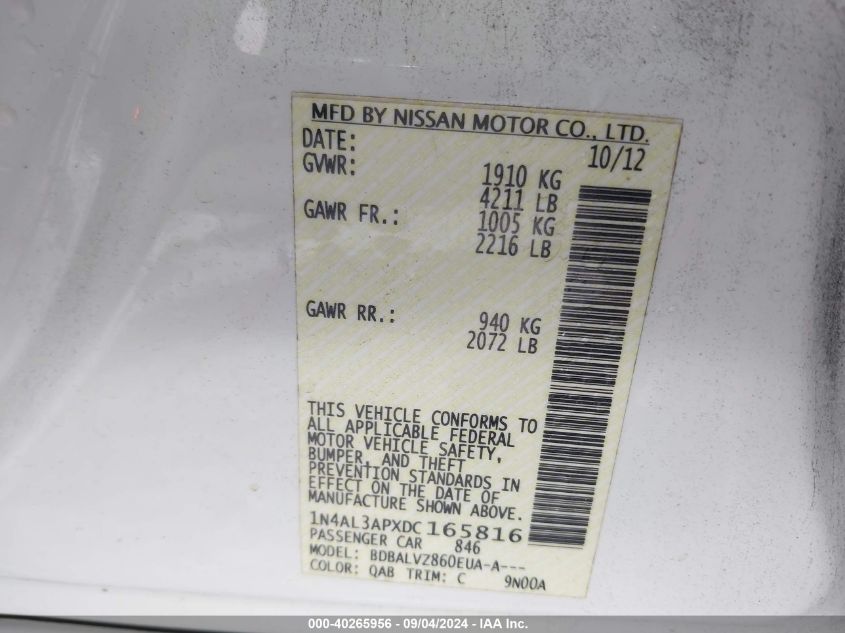 MFD BY NISSAN MOTOR CO., LTD.
DATE: 10/12
GVWR: 1910 KG
4211 LB
GAWR FR.: 1005 KG
2216 LB
GAWR RR.: 940 KG
2072 LB
THIS VEHICLE CONFORMS TO
ALL APPLICABLE FEDERAL
MOTOR VEHICLE SAFETY,
BUMPER, AND THEFT
PREVENTION STANDARDS IN
EFFECT ON THE DATE OF
MANUFACTURE SHOWN ABOVE.
1N4AL3APXDC165816
PASSENGER CAR 846
MODEL: BDBALVZ860EUA-A---
COLOR: QAB TRIM: C 9N00A
000-40265956 - 09/04/2024 - IAA Inc.